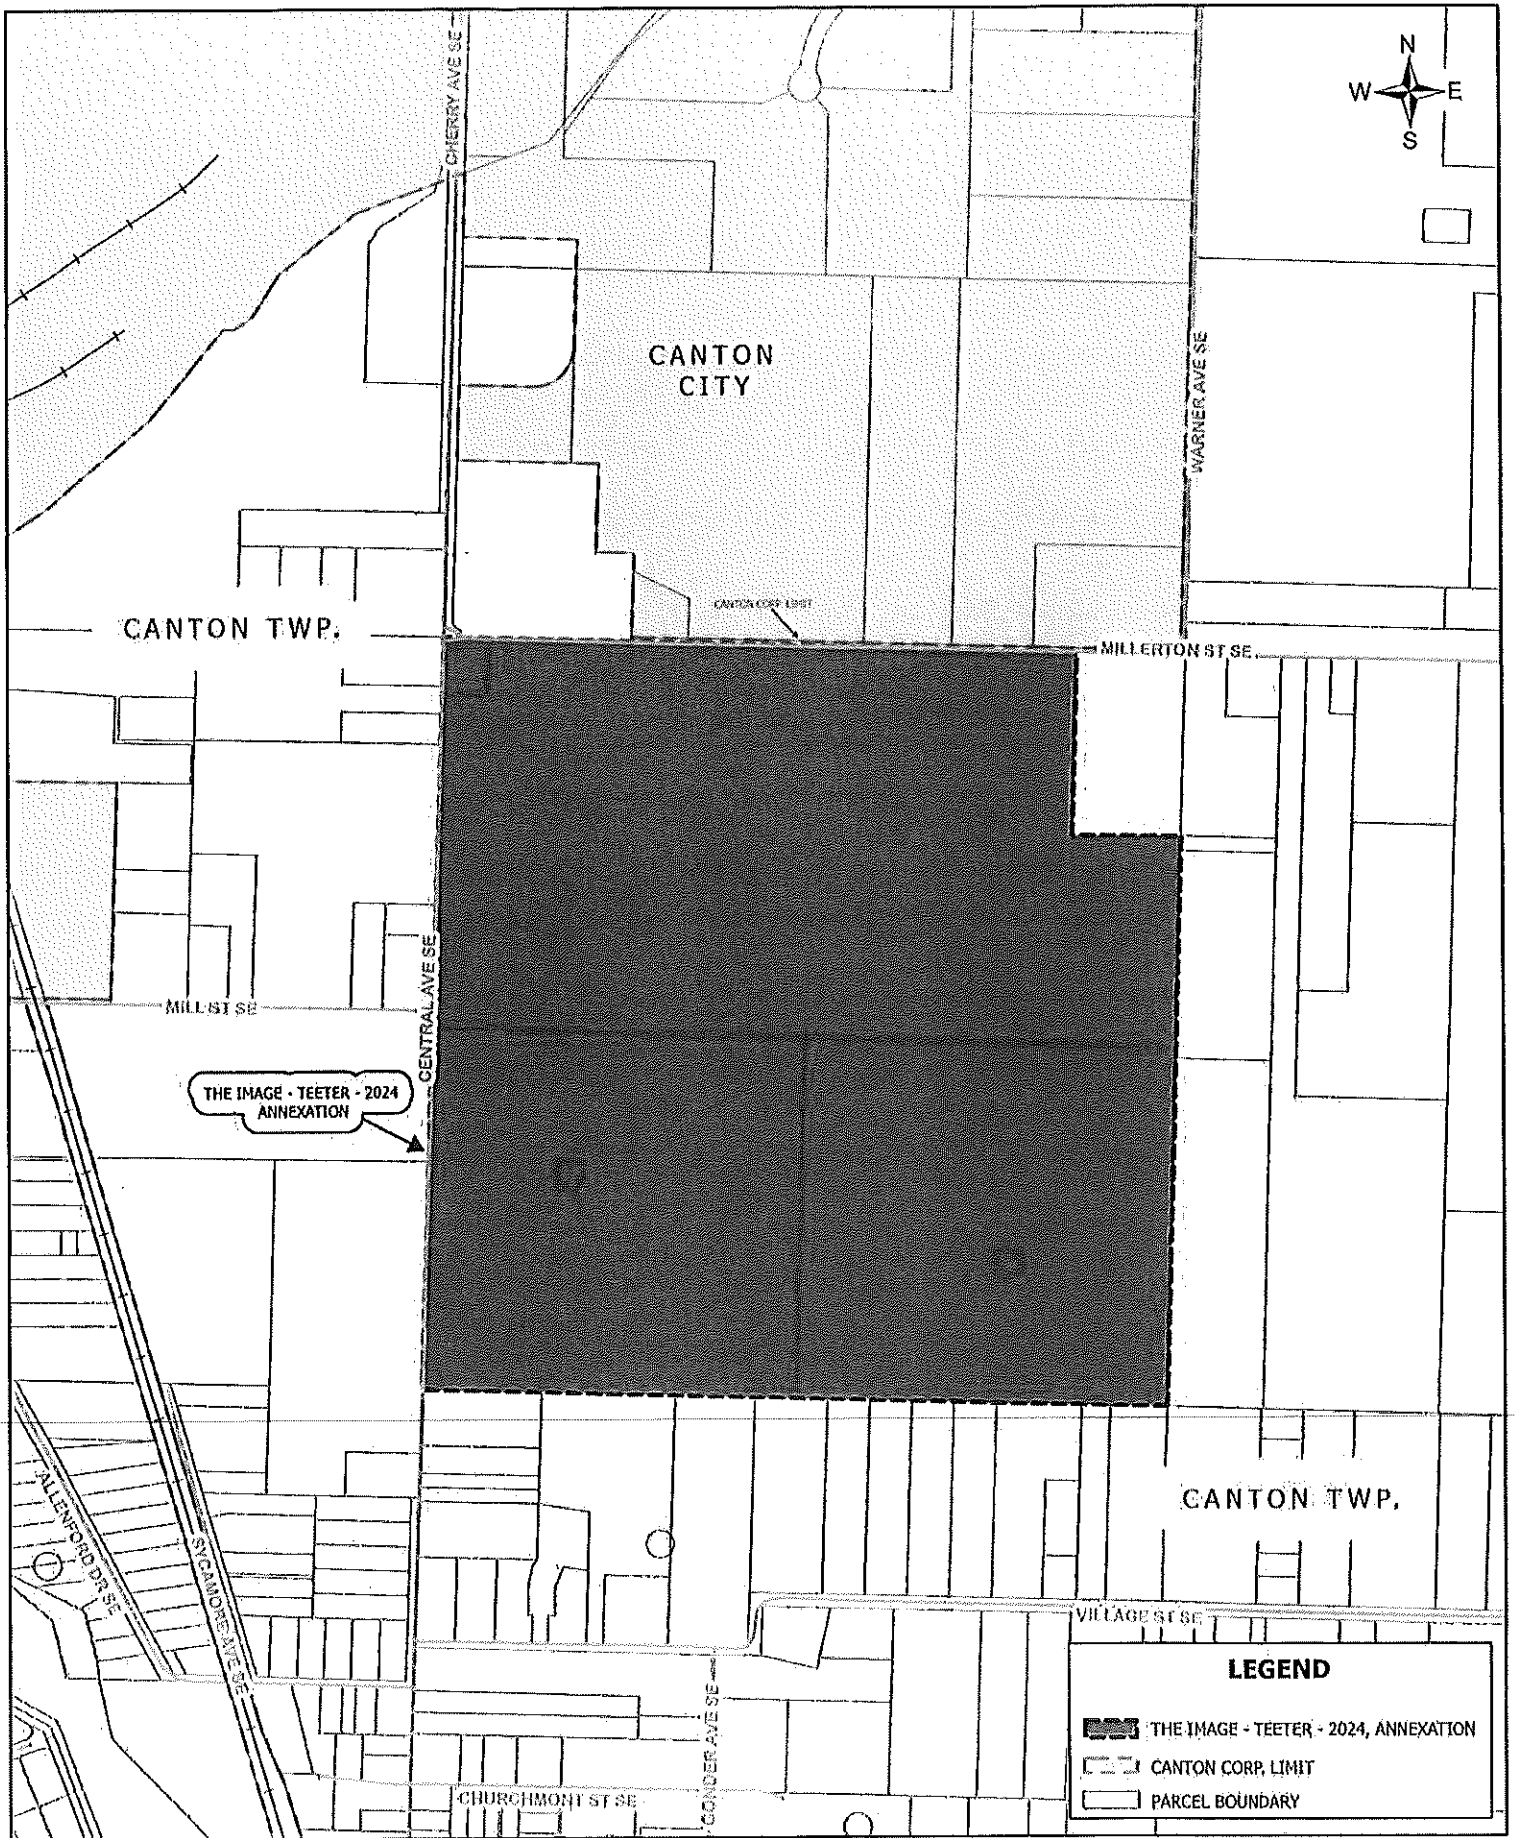 N
W E
S
CHERRY AVE SE
CANTON
CITY
WARNER AVE SE
CANTON CORP. LIMIT
CANTON TWP.
MILLERTON ST SE
CENTRAL AVE SE
MILL ST SE
THE IMAGE - TEETER - 2024
ANNEXATION
CANTON TWP.
ALLENFORD DR SE
SYCAMORE AVE SE
VILLAGE ST SE
CONDER AVE SE
CHURCHMONT ST SE
LEGEND
THE IMAGE - TEETER - 2024, ANNEXATION
CANTON CORP. LIMIT
PARCEL BOUNDARY